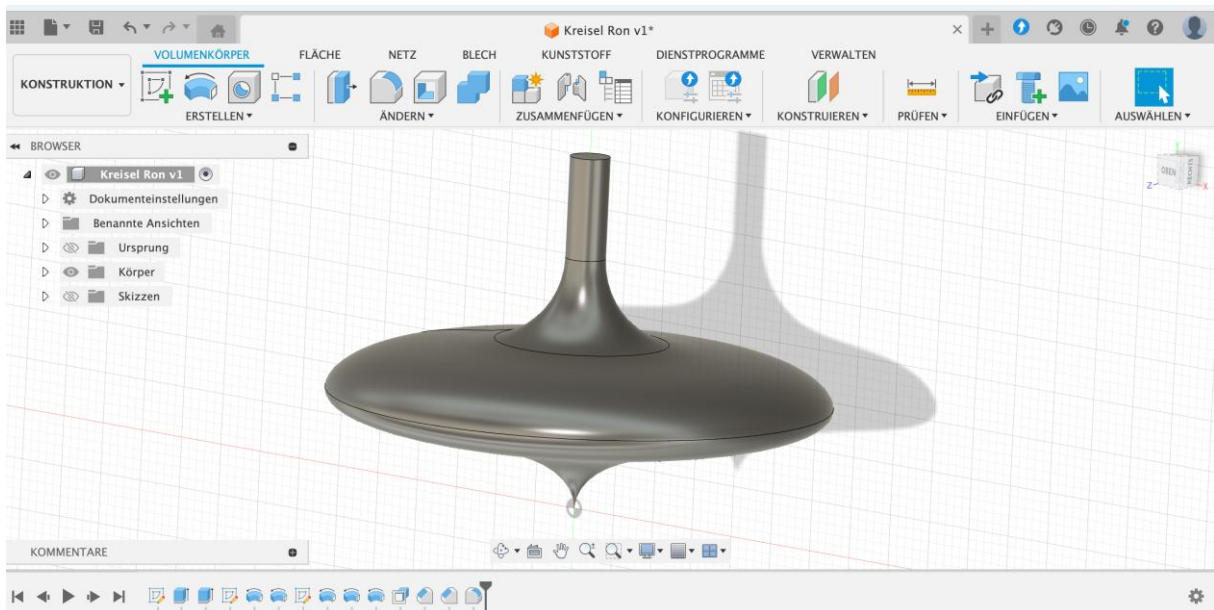 Kreisel Ron v1*
VOLUMENKÖRPER FLÄCHE NETZ BLECH KUNSTSTOFF DIENSTPROGRAMME VERWALTEN
KONSTRUKTION
ERSTELLEN ÄNDERN ZUSAMMENFÜGEN KONFIGURIEREN KONSTRUIEREN PRÜFEN EINFÜGEN AUSWÄHLEN
BROWSER
Kreisel Ron v1
Dokumenteinstellungen
Benannte Ansichten
Ursprung
Körper
Skizzen
OBEN RECHTS
Z X
KOMMENTARE